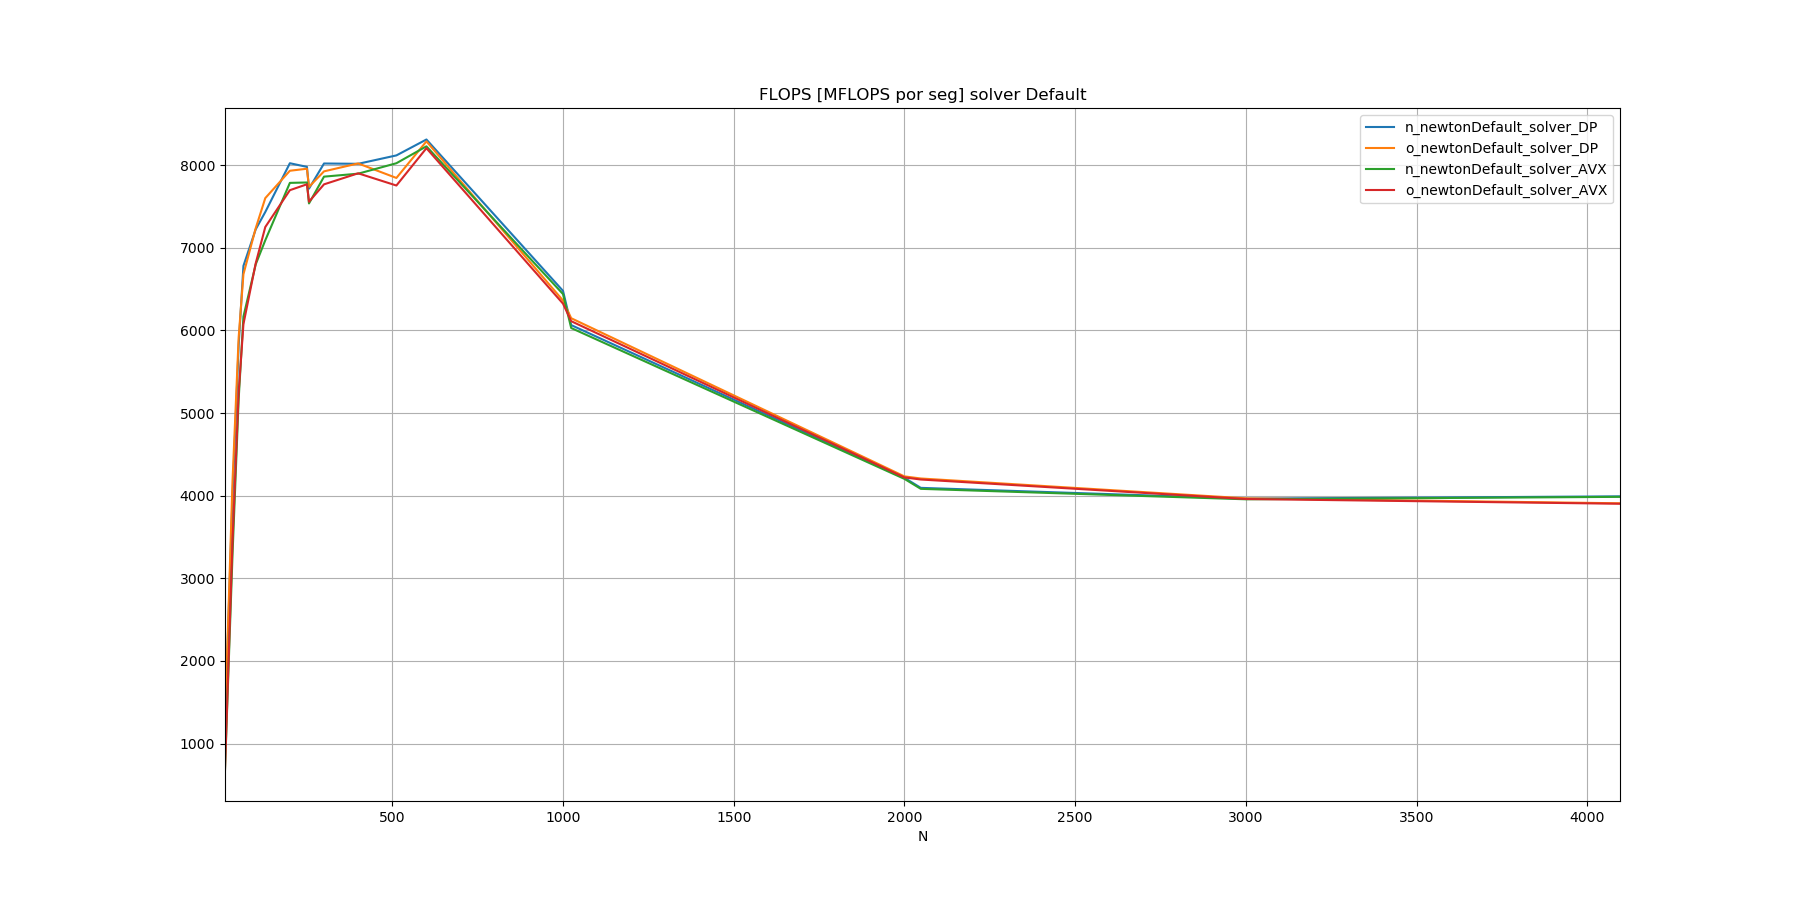 FLOPS [MFLOPS por seg] solver Default
n_newtonDefault_solver_DP
o_newtonDefault_solver_DP
n_newtonDefault_solver_AVX
o_newtonDefault_solver_AVX
8000
7000
6000
5000
4000
3000
2000
1000
500 1000 1500 2000 2500 3000 3500 4000
N